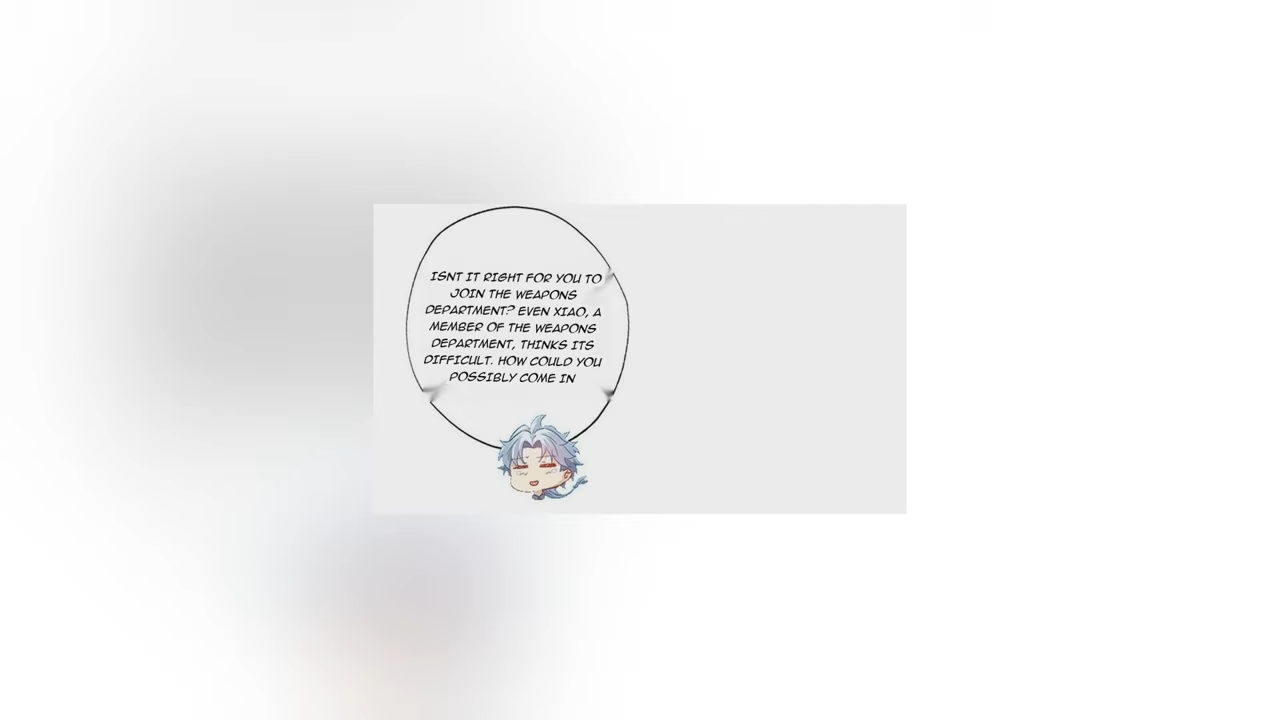 ISNT IT RIGHT FOR YOU TO
JOIN THE WEAPONS
DEPARTMENT? EVEN XIAO, A
MEMBER OF THE WEAPONS
DEPARTMENT, THINKS ITS
DIFFICULT. HOW COULD YOU
POSSIBLY COME IN